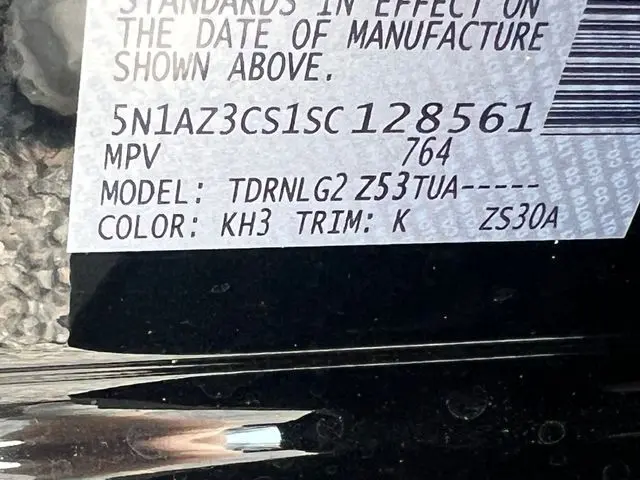 STANDARDS IN EFFECT ON
THE DATE OF MANUFACTURE
SHOWN ABOVE.
5N1AZ3CS1SC128561
MPV 764
MODEL: TDRNLG2 Z53TUA-----
COLOR: KH3 TRIM: K ZS30A